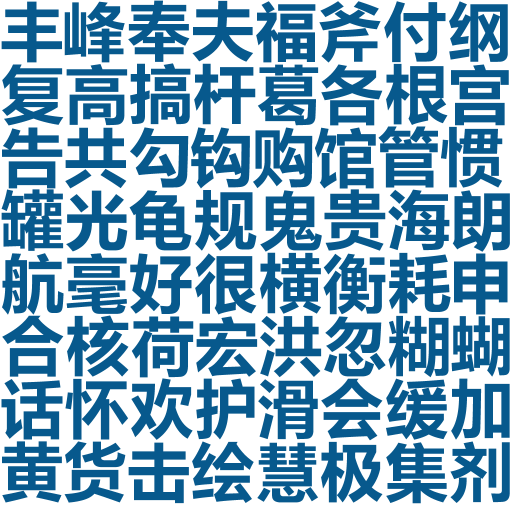 丰峰奉夫福斧付纲
复高搞杆葛各根宫
告共勾钩购馆管惯
罐光龟规鬼贵海朗
航毫好很横衡耗申
合核荷宏洪忽糊蝴
话怀欢护滑会缓加
黄货击绘慧极集剂